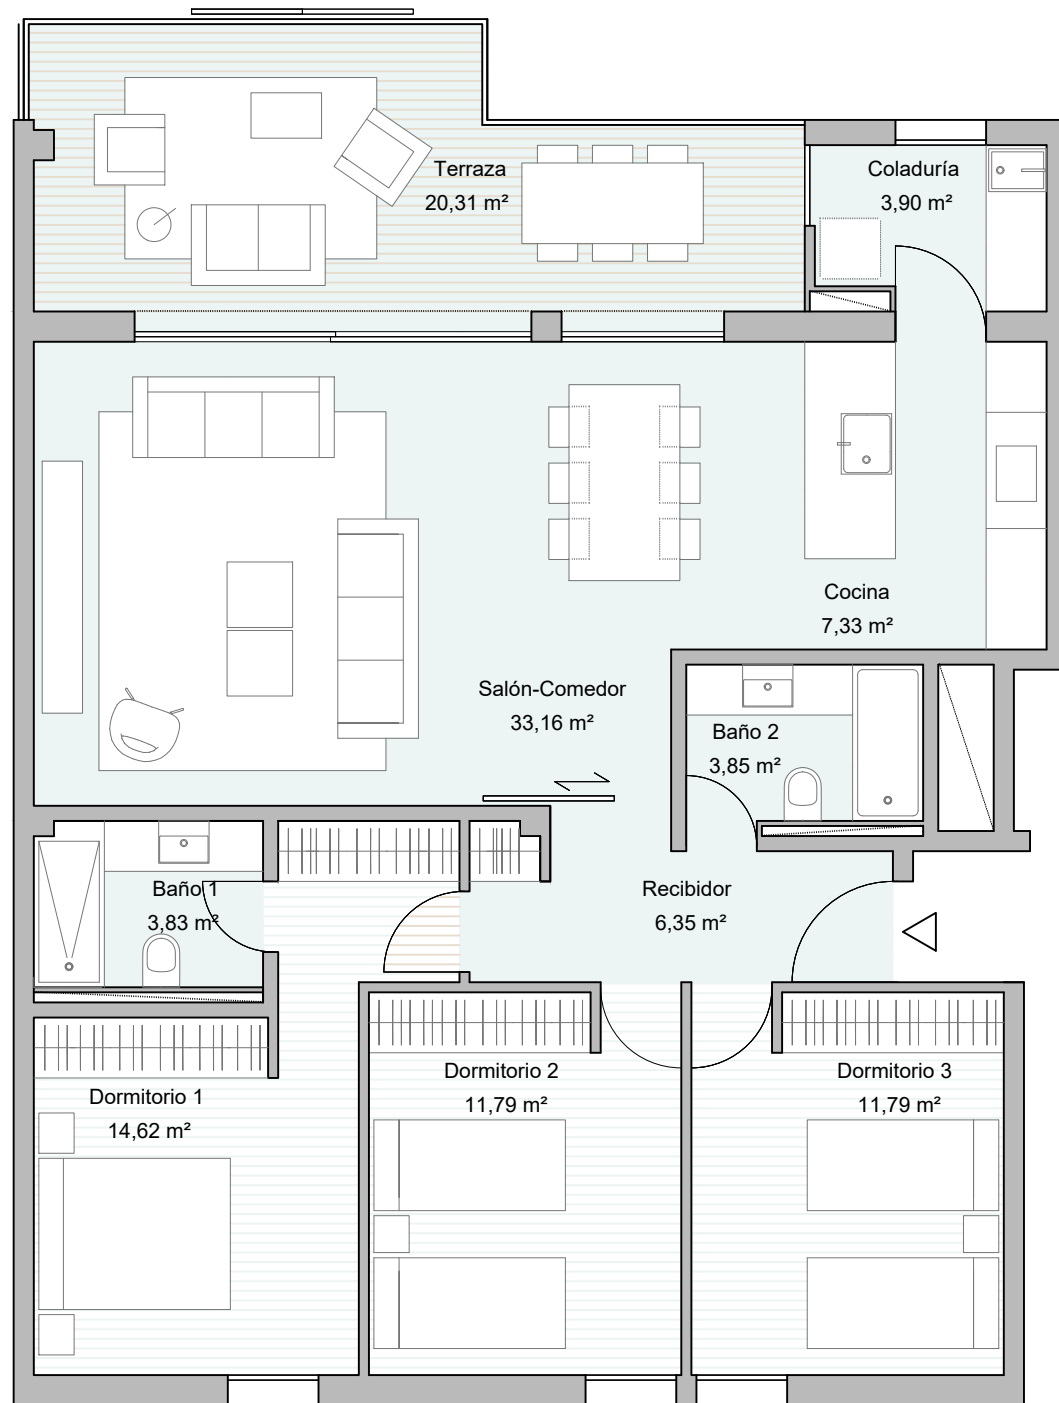 Terraza
20,31 m²
Coladuría
3,90 m²
Cocina
7,33 m²
Salón-Comedor
33,16 m²
Baño 2
3,85 m²
Baño 1
3,83 m²
Recibidor
6,35 m²
Dormitorio 1
14,62 m²
Dormitorio 2
11,79 m²
Dormitorio 3
11,79 m²